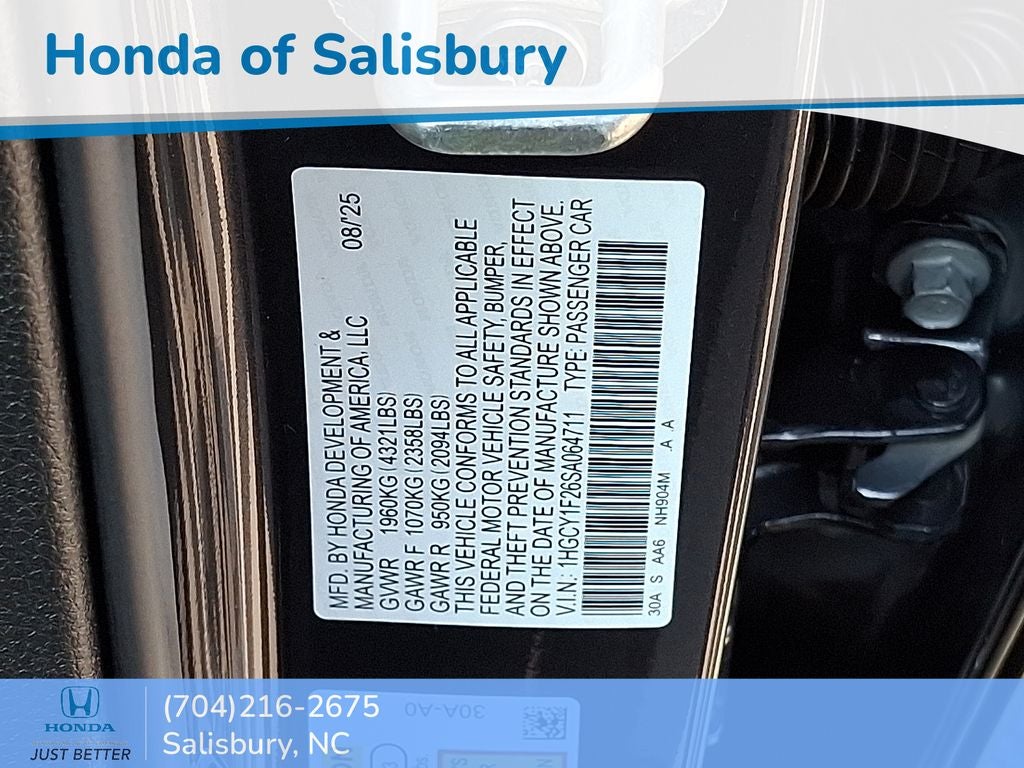 Honda of Salisbury
MFD. BY HONDA DEVELOPMENT &
MANUFACTURING OF AMERICA, LLC 08/'25
GVWR 1960KG (4321LBS)
GAWR F 1070KG (2358LBS)
GAWR R 950KG (2094LBS)
THIS VEHICLE CONFORMS TO ALL APPLICABLE
FEDERAL MOTOR VEHICLE SAFETY, BUMPER,
AND THEFT PREVENTION STANDARDS IN EFFECT
ON THE DATE OF MANUFACTURE SHOWN ABOVE.
V.I.N.: 1HGCY1F26SA064711 TYPE: PASSENGER CAR
30A S AA6 NH904M .A .A
30A-A0
HONDA
JUST BETTER
(704)216-2675
Salisbury, NC